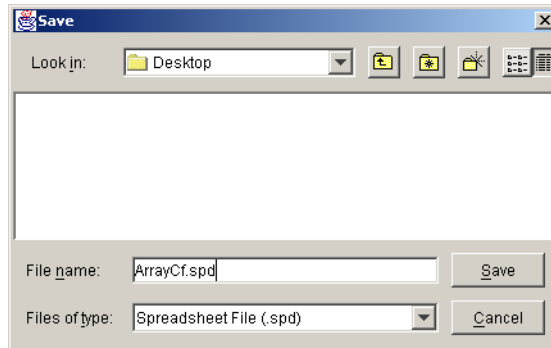 Save
Look in: Desktop
File name: ArrayCf.spd Save
Files of type: Spreadsheet File (.spd) Cancel